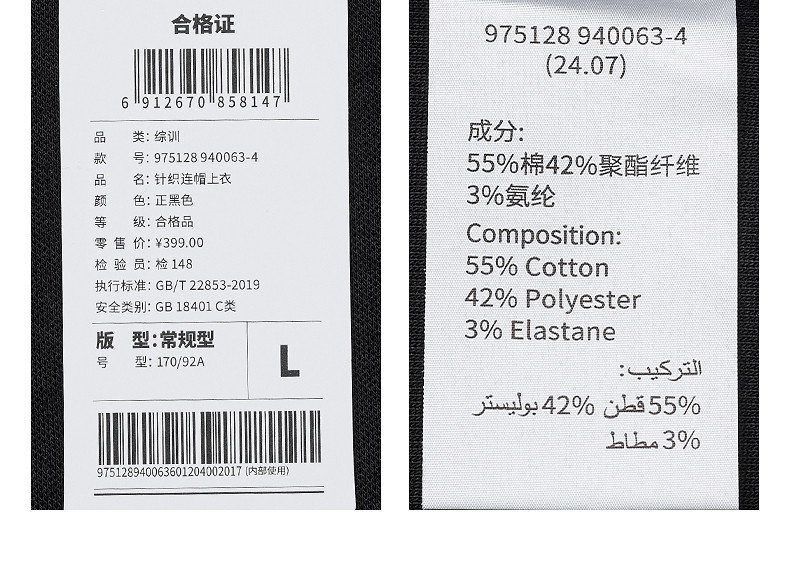 合格证
6 912670 858147
品 类: 综训
款 号: 975128 940063-4
品 名: 针织连帽上衣
颜 色: 正黑色
等 级: 合格品
零 售 价: ¥399.00
检 验 员: 检 148
执行标准: GB/T 22853-2019
安全类别: GB 18401 C类
版 型:常规型
号 型: 170/92A
L
975128940063601204002017 (内部使用)
975128 940063-4
(24.07)
成分:
55%棉42%聚酯纤维
3%氨纶
Composition:
55% Cotton
42% Polyester
3% Elastane
التركيب:
55% قطن 42% بوليستر
3% مطاط